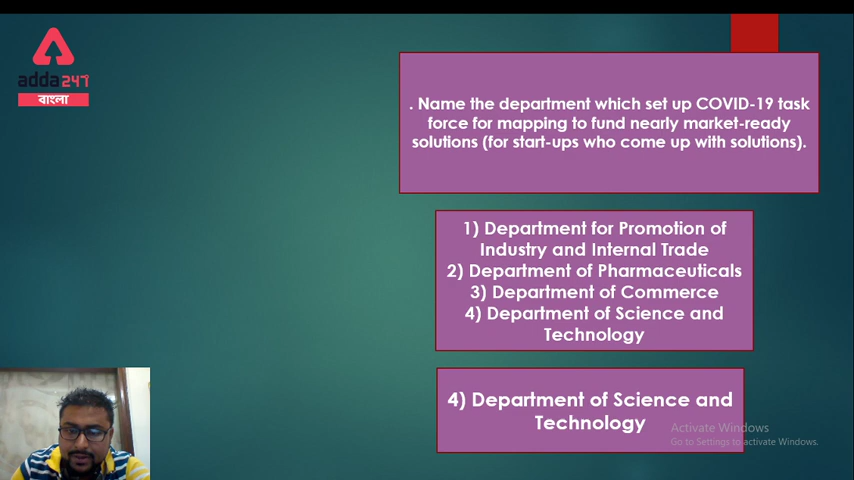 adda247
বাংলা
. Name the department which set up COVID-19 task
force for mapping to fund nearly market-ready
solutions (for start-ups who come up with solutions).
1) Department for Promotion of
Industry and Internal Trade
2) Department of Pharmaceuticals
3) Department of Commerce
4) Department of Science and
Technology
4) Department of Science and
Technology
Activate Windows
Go to Settings to activate Windows.